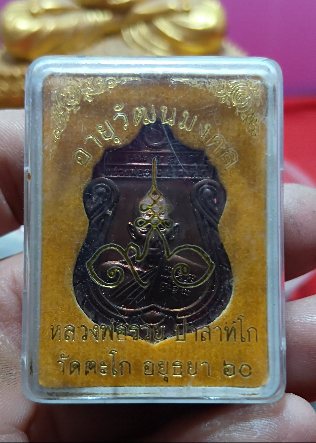 อายุวัฒนมงคล
หลวงพ่อรวย ปาสาทิโก
วัดตะโก อยุธยา ๖๐